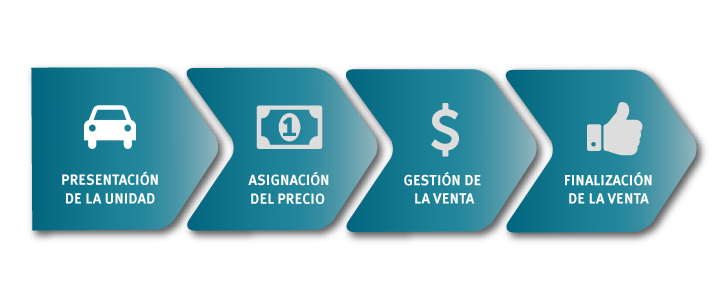 PRESENTACIÓN
DE LA UNIDAD
1
ASIGNACIÓN
DEL PRECIO
$
GESTIÓN DE
LA VENTA
FINALIZACIÓN
DE LA VENTA